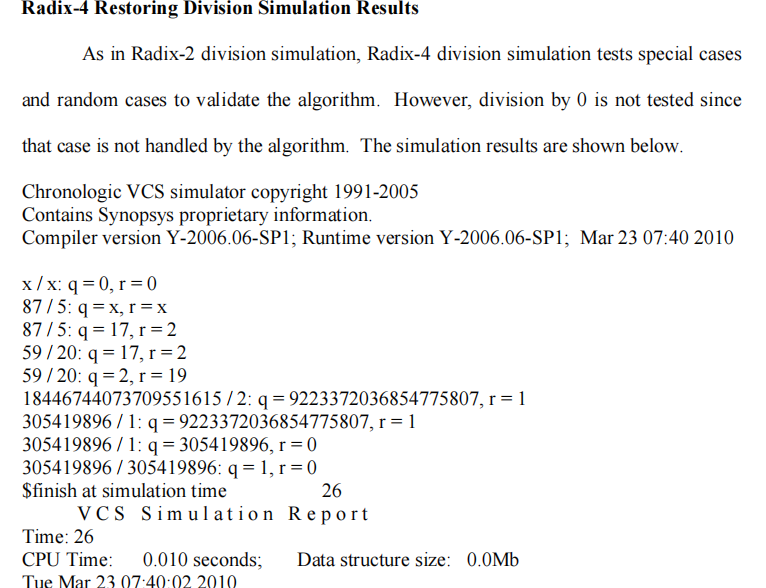 Radix-4 Restoring Division Simulation Results
As in Radix-2 division simulation, Radix-4 division simulation tests special cases
and random cases to validate the algorithm. However, division by 0 is not tested since
that case is not handled by the algorithm. The simulation results are shown below.
Chronologic VCS simulator copyright 1991-2005
Contains Synopsys proprietary information.
Compiler version Y-2006.06-SP1; Runtime version Y-2006.06-SP1; Mar 23 07:40 2010
x / x: q = 0, r = 0
87 / 5: q = x, r = x
87 / 5: q = 17, r = 2
59 / 20: q = 17, r = 2
59 / 20: q = 2, r = 19
18446744073709551615 / 2: q = 9223372036854775807, r = 1
305419896 / 1: q = 9223372036854775807, r = 1
305419896 / 1: q = 305419896, r = 0
305419896 / 305419896: q = 1, r = 0
$finish at simulation time 26
V C S S i m u l a t i o n R e p o r t
Time: 26
CPU Time: 0.010 seconds; Data structure size: 0.0Mb
Tue Mar 23 07:40:02 2010